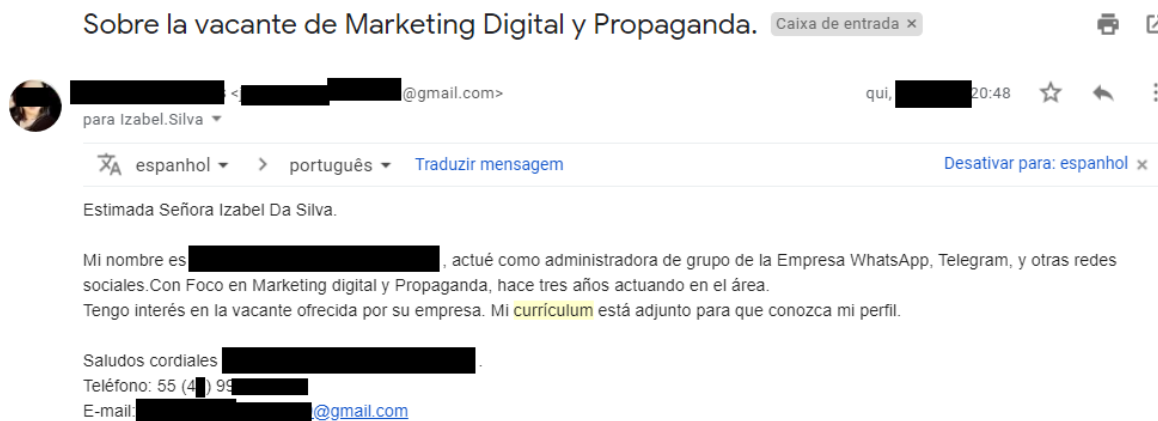 Sobre la vacante de Marketing Digital y Propaganda. Caixa de entrada ×
< @gmail.com> qui, 20:48
para Izabel.Silva
espanhol > português Traduzir mensagem Desativar para: espanhol ×
Estimada Señora Izabel Da Silva.
Mi nombre es , actué como administradora de grupo de la Empresa WhatsApp, Telegram, y otras redes
sociales.Con Foco en Marketing digital y Propaganda, hace tres años actuando en el área.
Tengo interés en la vacante ofrecida por su empresa. Mi currículum está adjunto para que conozca mi perfil.
Saludos cordiales .
Teléfono: 55 (4 ) 99
E-mail: @gmail.com